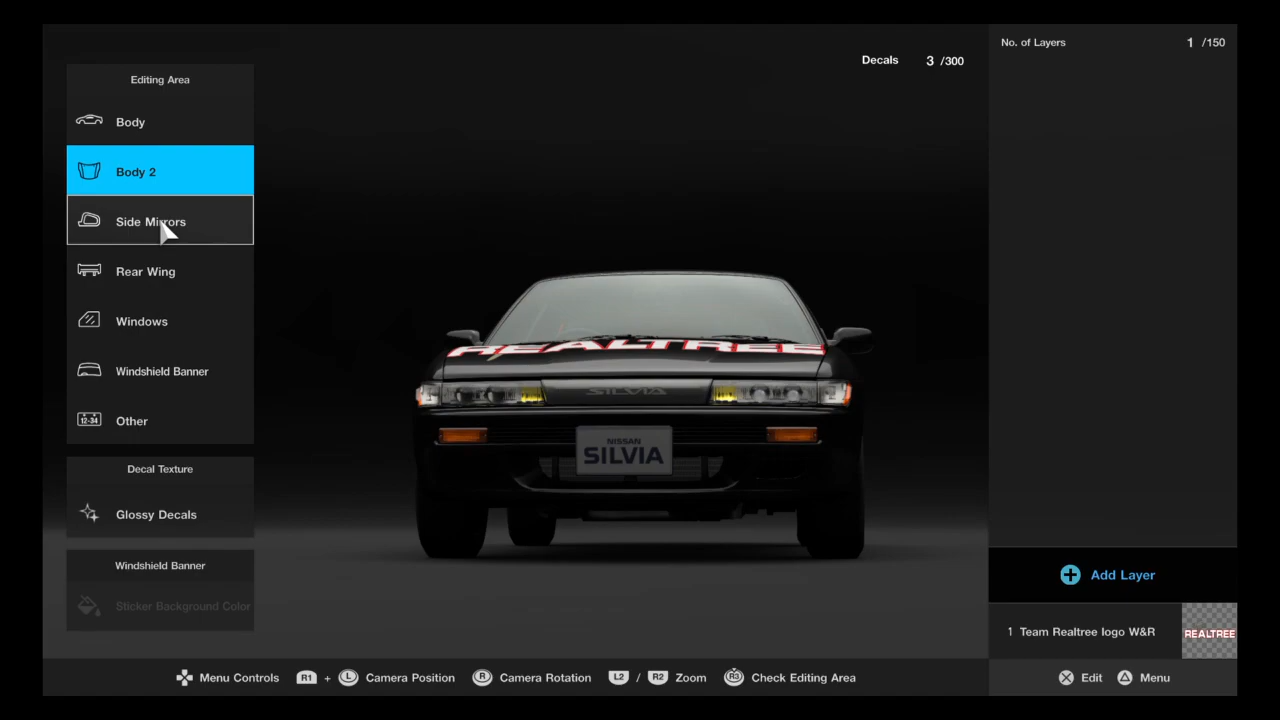 Editing Area
Body
Body 2
Side Mirrors
Rear Wing
Windows
Windshield Banner
Other
12-34
Decal Texture
Glossy Decals
Windshield Banner
Sticker Background Color
Decals 3 /300
REALTREE
SILVIA
NISSAN
SILVIA
No. of Layers 1 /150
Add Layer
1 Team Realtree logo W&R REALTREE
Menu Controls R1 + L Camera Position R Camera Rotation L2 / R2 Zoom R3 Check Editing Area Edit Menu